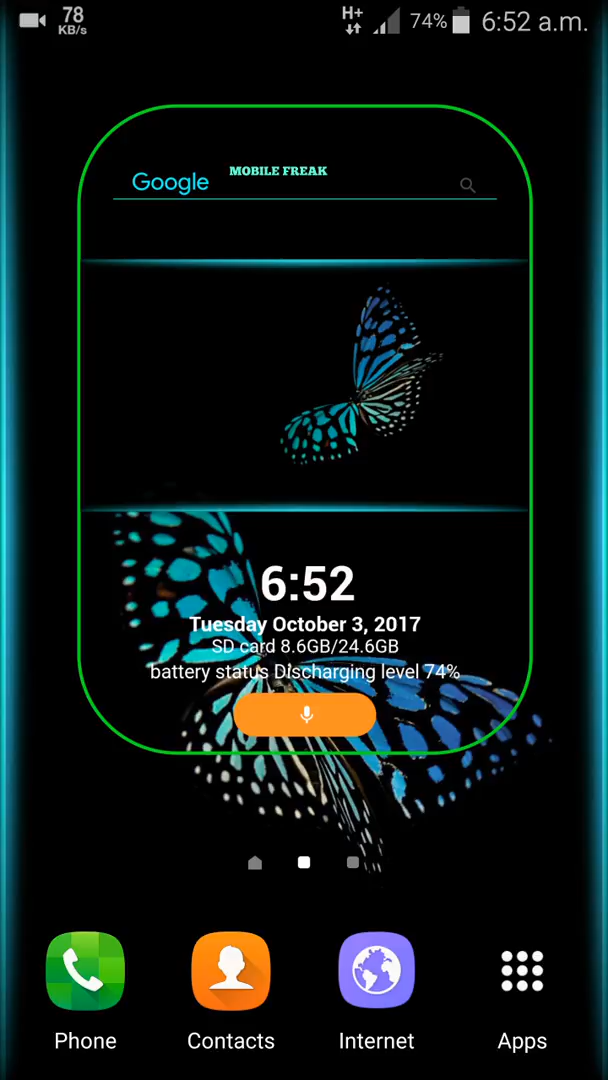 78
KB/s
H+
74%
6:52 a.m.
Google
MOBILE FREAK
6:52
Tuesday October 3, 2017
SD card 8.6GB/24.6GB
battery status Discharging level 74%
Phone
Contacts
Internet
Apps